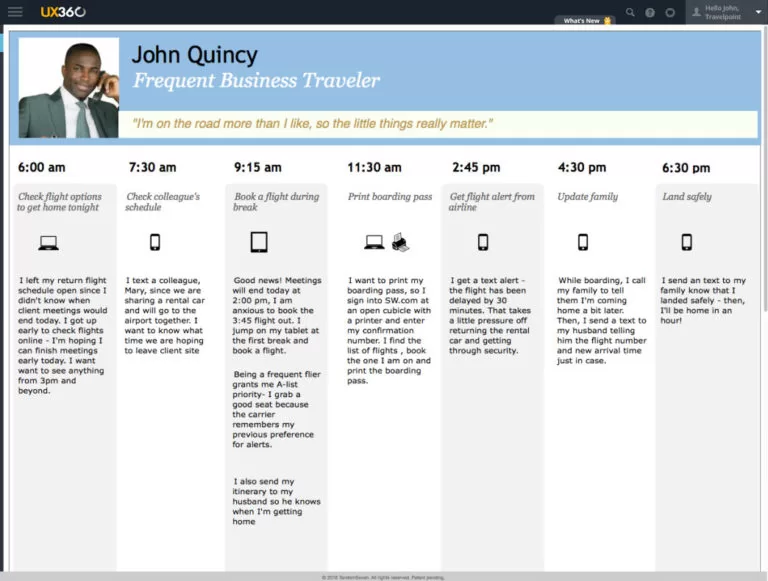 UX360
What's New
Hello John,
Travelpoint
John Quincy
Frequent Business Traveler
"I'm on the road more than I like, so the little things really matter."
6:00 am
Check flight options
to get home tonight
I left my return flight
schedule open since I
didn't know when
client meetings would
end today. I got up
early to check flights
online - I'm hoping I
can finish meetings
early today. I want
want to see anything
from 3pm and
beyond.
7:30 am
Check colleague's
schedule
I text a colleague,
Mary, since we are
sharing a rental car
and will go to the
airport together. I
want to know what
time we are hoping
to leave client site
9:15 am
Book a flight during
break
Good news! Meetings
will end today at
2:00 pm, I am
anxious to book the
3:45 flight out. I
jump on my tablet at
the first break and
book a flight.
Being a frequent flier
grants me A-list
priority- I grab a
good seat because
the carrier
remembers my
previous preference
for alerts.
I also send my
itinerary to my
husband so he knows
when I'm getting
home
11:30 am
Print boarding pass
I want to print my
boarding pass, so I
sign into SW.com at
an open cubicle with
a printer and enter
my confirmation
number. I find the
list of flights , book
the one I am on and
print the boarding
pass.
2:45 pm
Get flight alert from
airline
I get a text alert -
the flight has been
delayed by 30
minutes. That takes
a little pressure off
returning the rental
car and getting
through security.
4:30 pm
Update family
While boarding, I call
my family to tell
them I'm coming
home a bit later.
Then, I send a text to
my husband telling
him the flight number
and new arrival time
just in case.
6:30 pm
Land safely
I send an text to my
family know that I
landed safely - then,
I'll be home in an
hour!
All rights reserved. Patent pending.